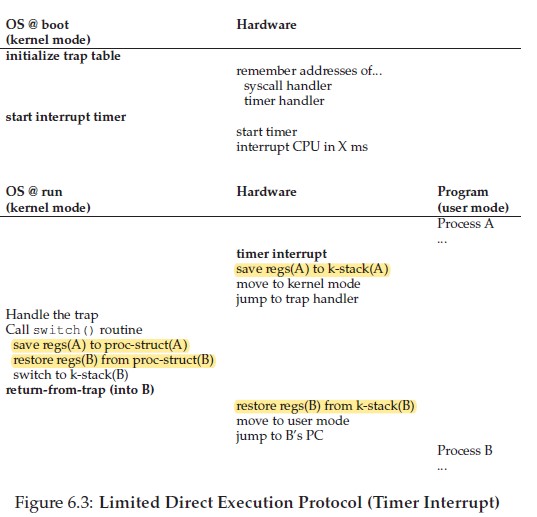 OS @ boot Hardware
(kernel mode)
initialize trap table
remember addresses of...
syscall handler
timer handler
start interrupt timer
start timer
interrupt CPU in X ms
OS @ run Hardware Program
(kernel mode) (user mode)
Process A
...
timer interrupt
save regs(A) to k-stack(A)
move to kernel mode
jump to trap handler
Handle the trap
Call switch() routine
save regs(A) to proc-struct(A)
restore regs(B) from proc-struct(B)
switch to k-stack(B)
return-from-trap (into B)
restore regs(B) from k-stack(B)
move to user mode
jump to B's PC
Process B
...
Figure 6.3: Limited Direct Execution Protocol (Timer Interrupt)